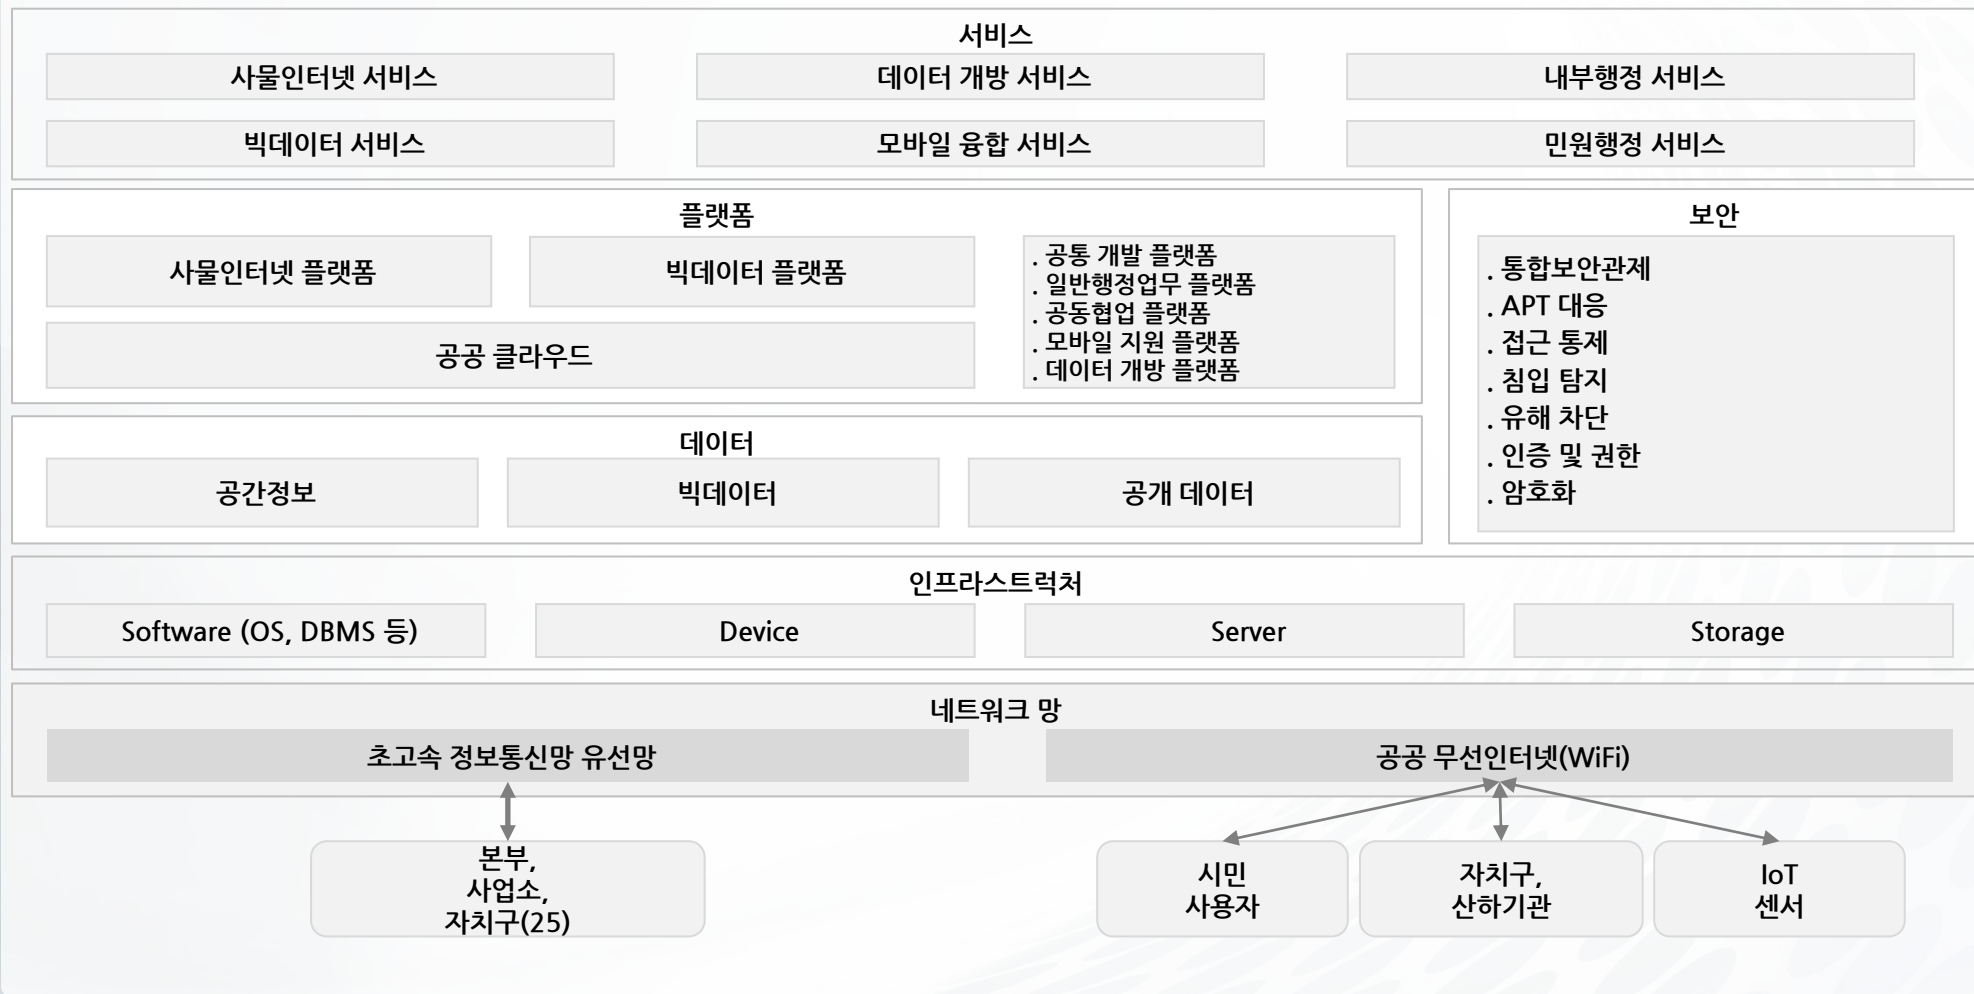 서비스
사물인터넷 서비스
데이터 개방 서비스
내부행정 서비스
빅데이터 서비스
모바일 융합 서비스
민원행정 서비스
플랫폼
사물인터넷 플랫폼
빅데이터 플랫폼
공공 클라우드
. 공통 개발 플랫폼
. 일반행정업무 플랫폼
. 공동협업 플랫폼
. 모바일 지원 플랫폼
. 데이터 개방 플랫폼
보안
. 통합보안관제
. APT 대응
. 접근 통제
. 침입 탐지
. 유해 차단
. 인증 및 권한
. 암호화
데이터
공간정보
빅데이터
공개 데이터
인프라스트럭처
Software (OS, DBMS 등)
Device
Server
Storage
네트워크 망
초고속 정보통신망 유선망
공공 무선인터넷(WiFi)
본부,
사업소,
자치구(25)
시민
사용자
자치구,
산하기관
IoT
센서